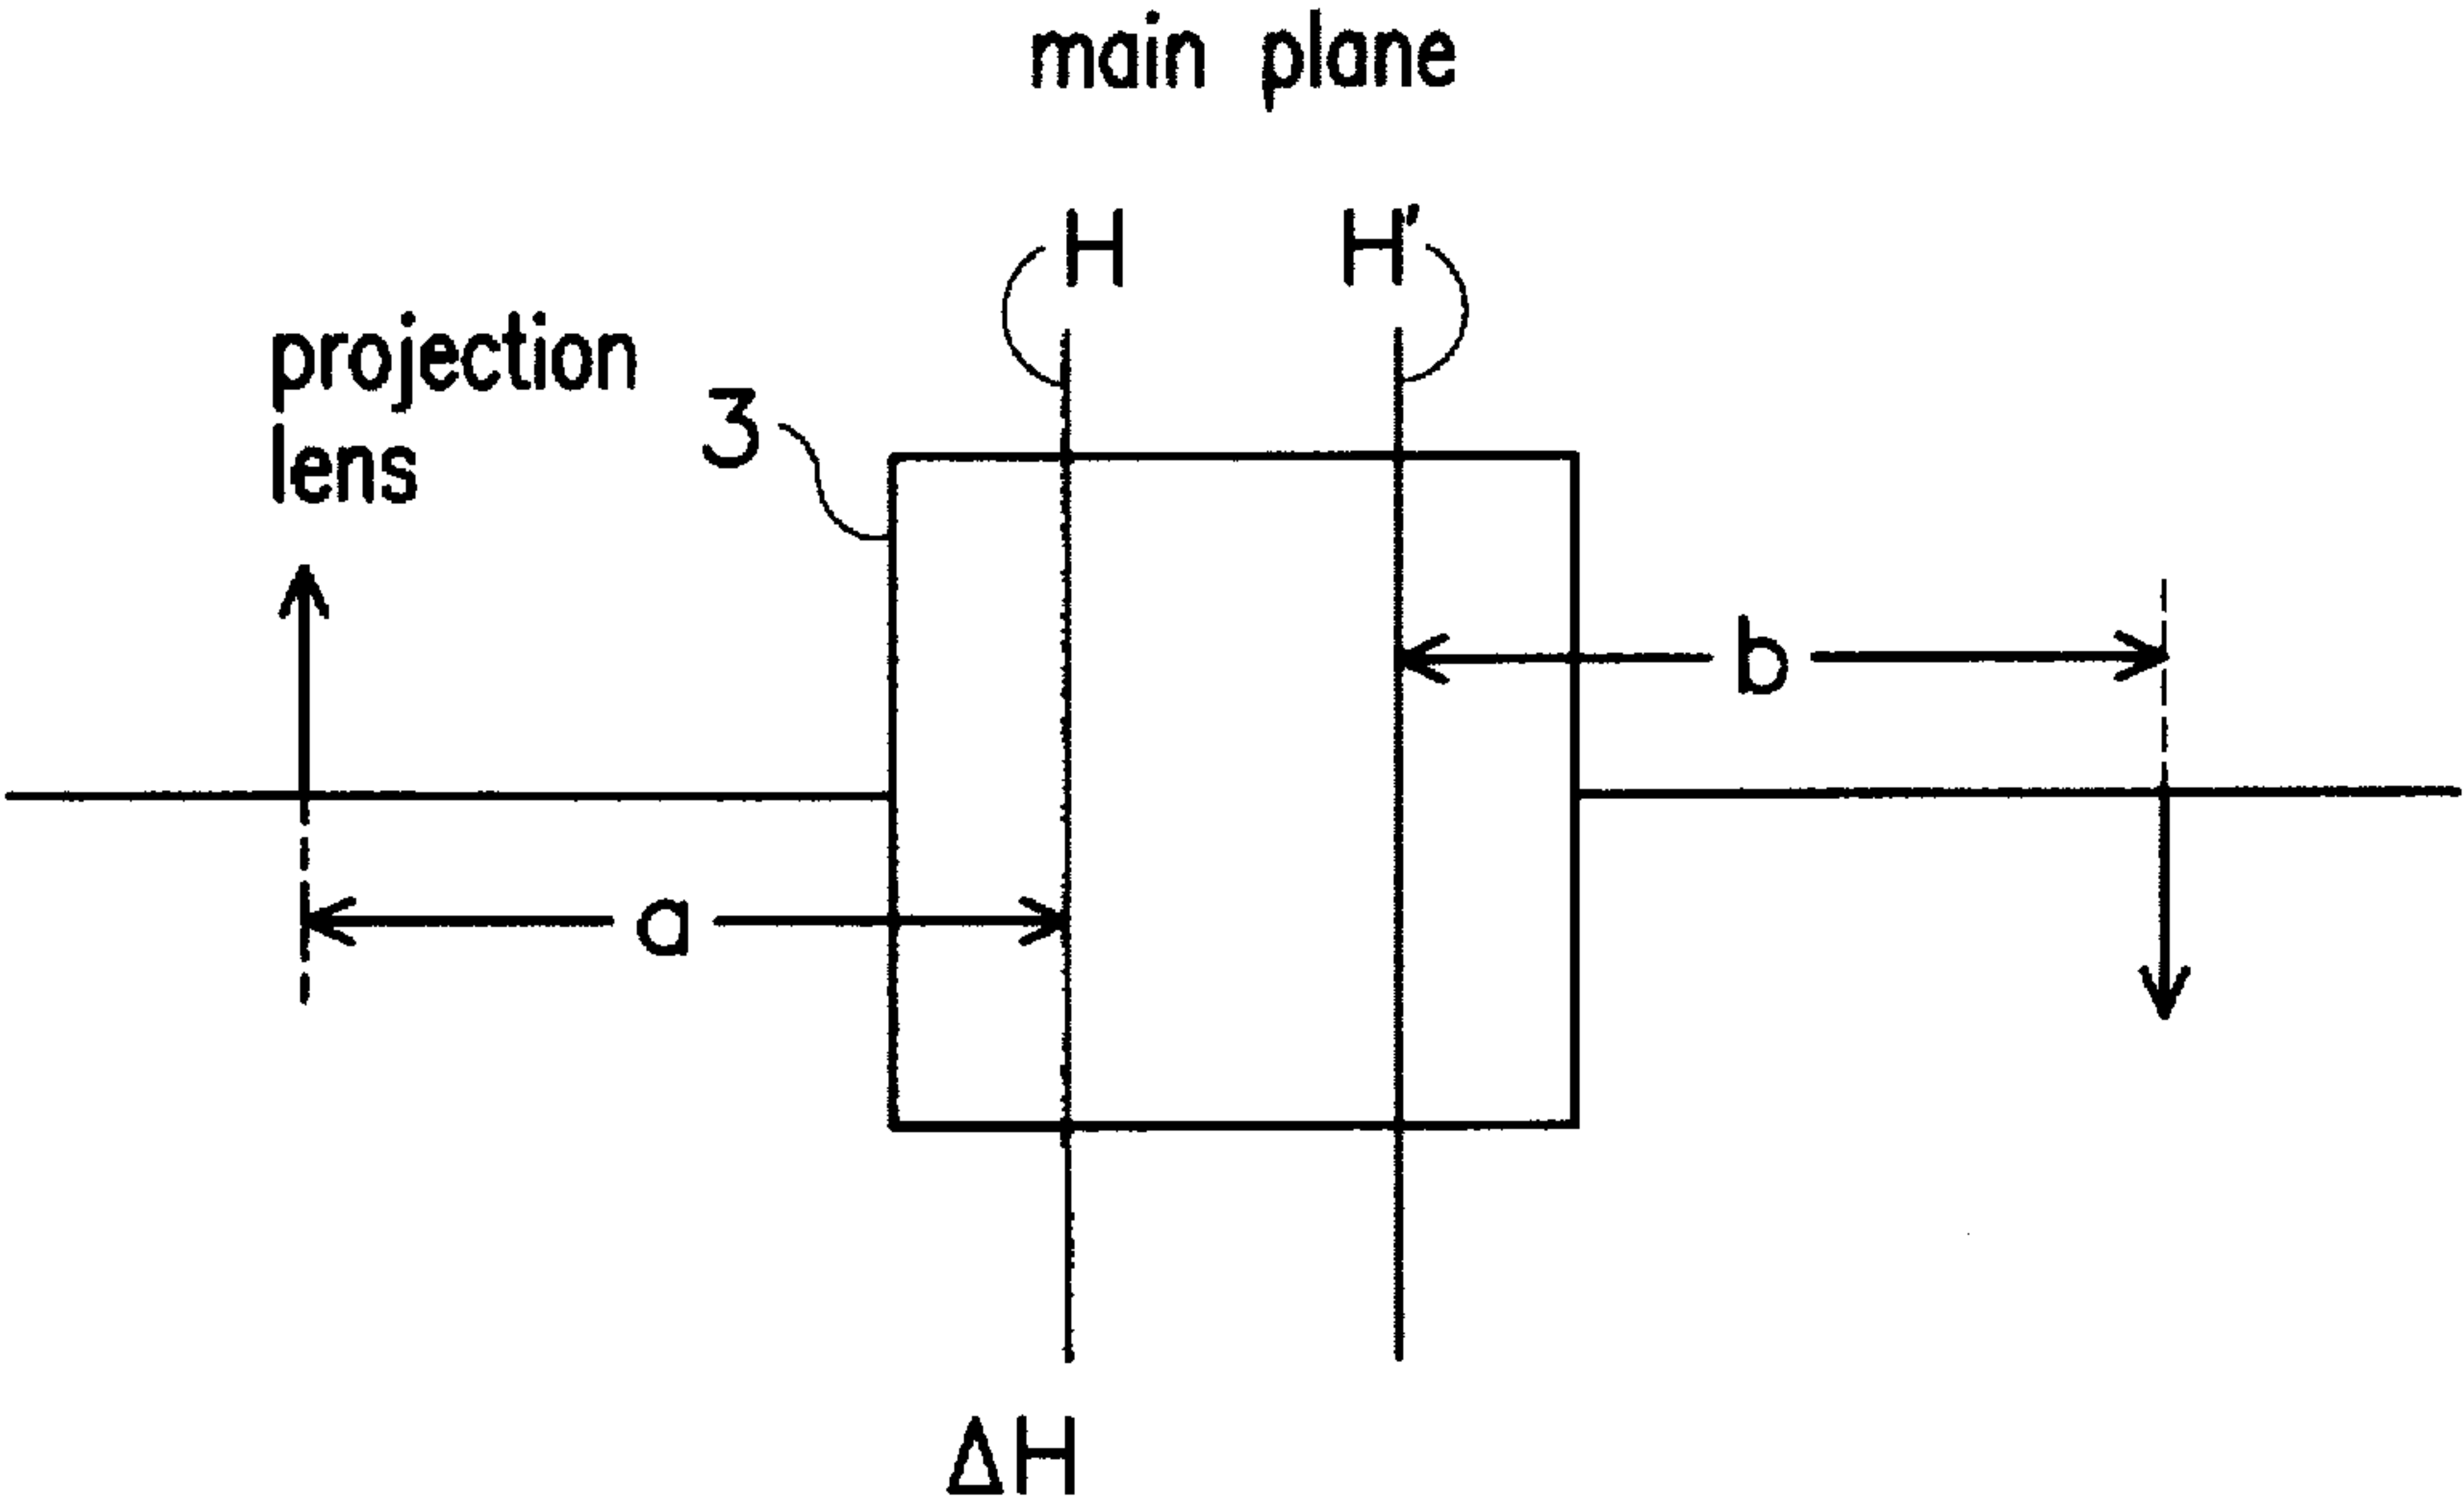 main plane
H
H'
projection
lens
3
b
a
ΔH